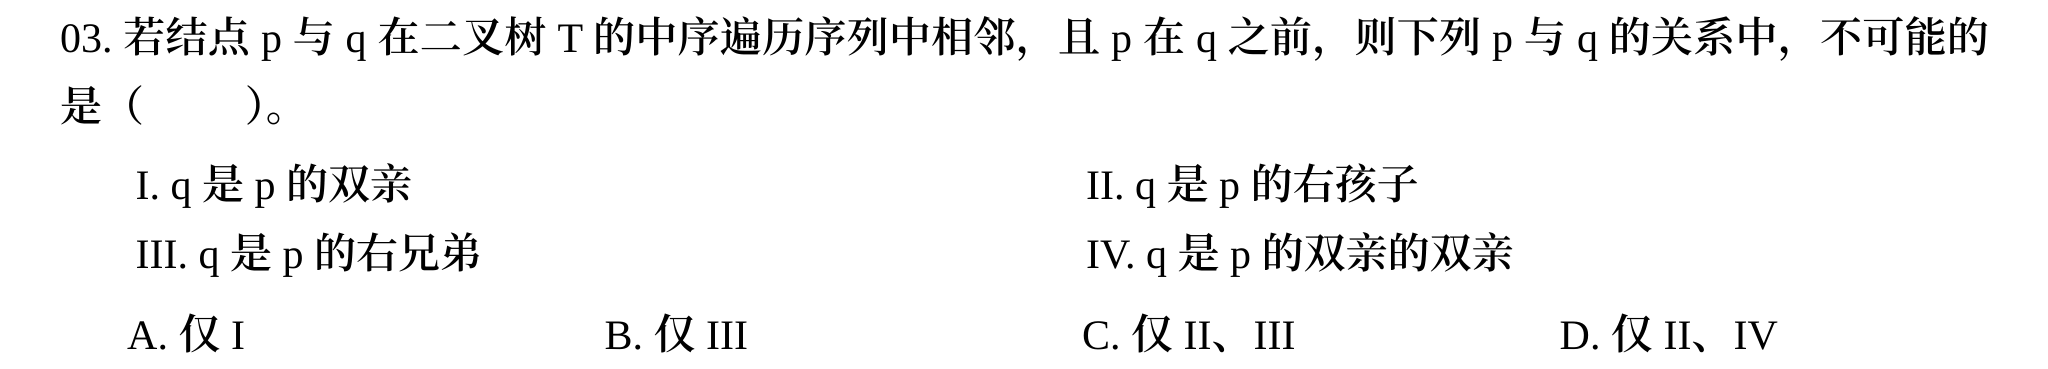 03. 若结点 p 与 q 在二叉树 T 的中序遍历序列中相邻，且 p 在 q 之前，则下列 p 与 q 的关系中，不可能的
是（　　）。
I. q 是 p 的双亲　　II. q 是 p 的右孩子
III. q 是 p 的右兄弟　　IV. q 是 p 的双亲的双亲
A. 仅 I　　B. 仅 III　　C. 仅 II、III　　D. 仅 II、IV